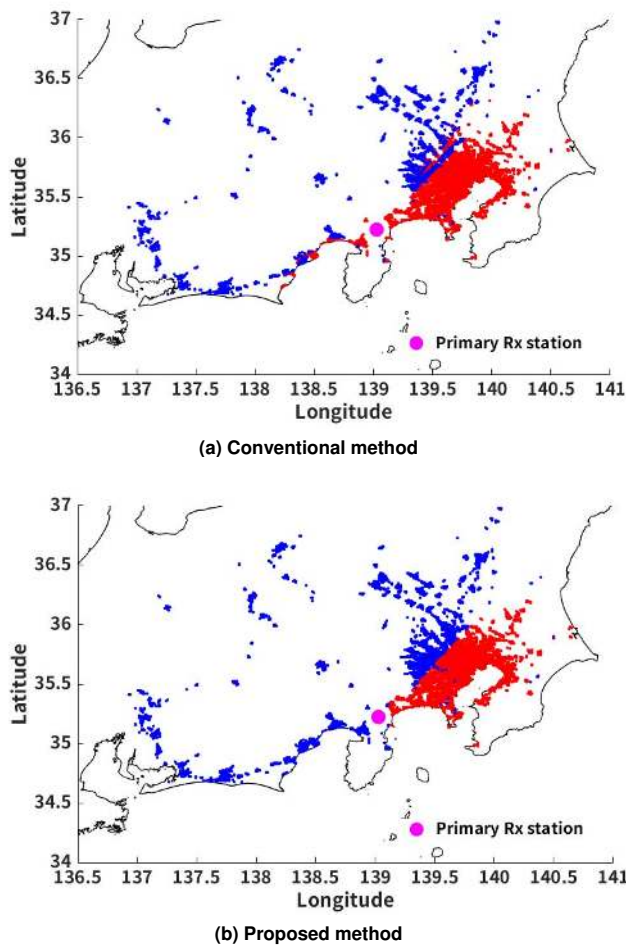 37
36.5
36
35.5
35
34.5
34
Latitude
136.5 137 137.5 138 138.5 139 139.5 140 140.5 141
Longitude
Primary Rx station
(a) Conventional method
37
36.5
36
35.5
35
34.5
34
Latitude
136.5 137 137.5 138 138.5 139 139.5 140 140.5 141
Longitude
Primary Rx station
(b) Proposed method